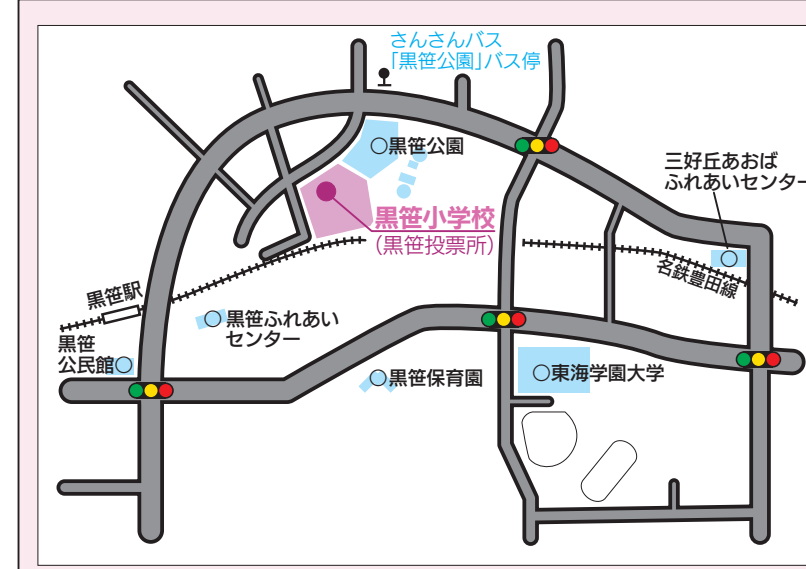 さんさんバス
「黒笹公園」バス停
○黒笹公園
三好丘あおば
ふれあいセンター
黒笹小学校
(黒笹投票所)
名鉄豊田線
黒笹駅
○黒笹ふれあい
センター
黒笹
公民館○
○黒笹保育園
○東海学園大学